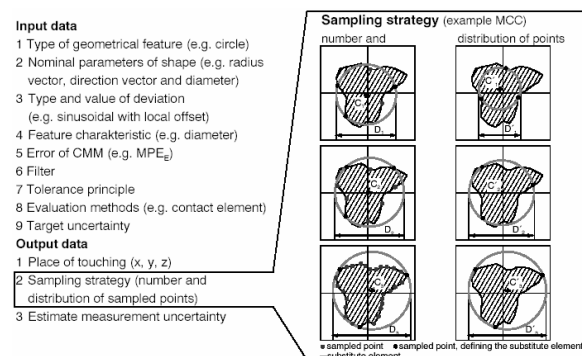 Input data
1 Type of geometrical feature (e.g. circle)
2 Nominal parameters of shape (e.g. radius
vector, direction vector and diameter)
3 Type and value of deviation
(e.g. sinusoidal with local offset)
4 Feature charakteristic (e.g. diameter)
5 Error of CMM (e.g. MPE_E)
6 Filter
7 Tolerance principle
8 Evaluation methods (e.g. contact element)
9 Target uncertainty
Output data
1 Place of touching (x, y, z)
2 Sampling strategy (number and
distribution of sampled points)
3 Estimate measurement uncertainty
Sampling strategy (example MCC)
number and
distribution of points
sampled point
sampled point, defining the substitute element
substitute element